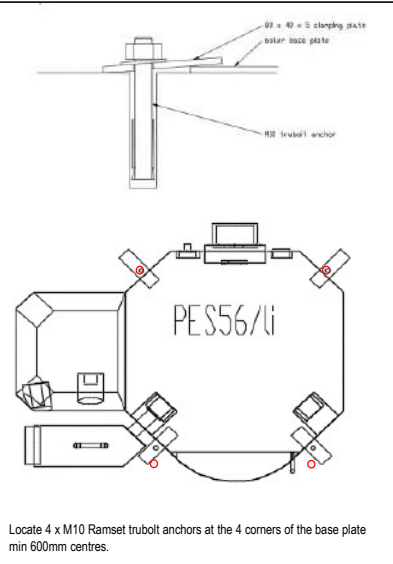 80 x 40 x 5 clamping plate
boiler base plate
M10 trubolt anchor
PES56/li
Locate 4 x M10 Ramset trubolt anchors at the 4 corners of the base plate
min 600mm centres.